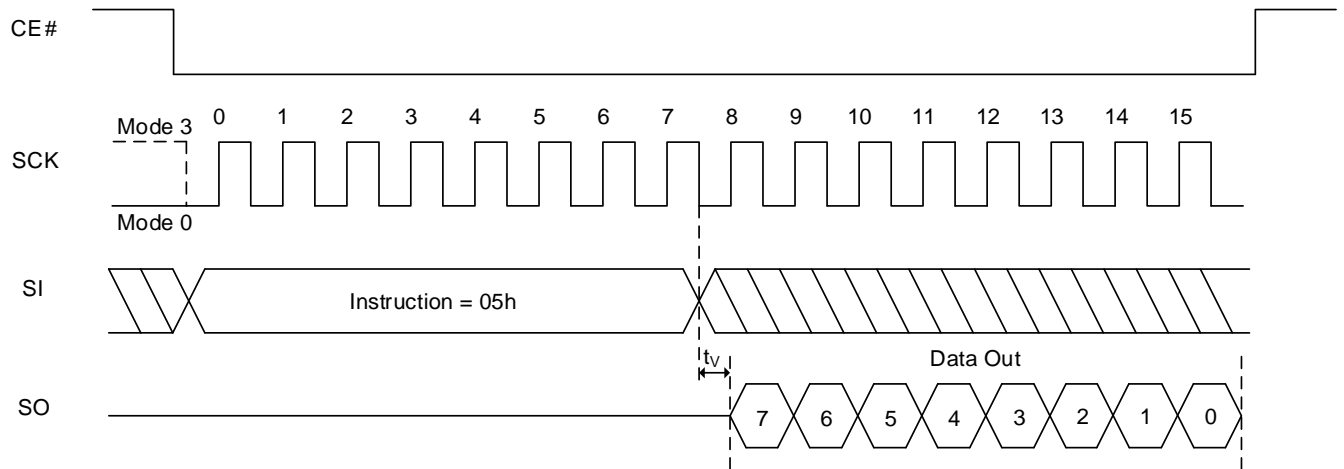 CE#
0 1 2 3 4 5 6 7 8 9 10 11 12 13 14 15
Mode 3
SCK
Mode 0
SI
Instruction = 05h
tV
Data Out
SO
7 6 5 4 3 2 1 0